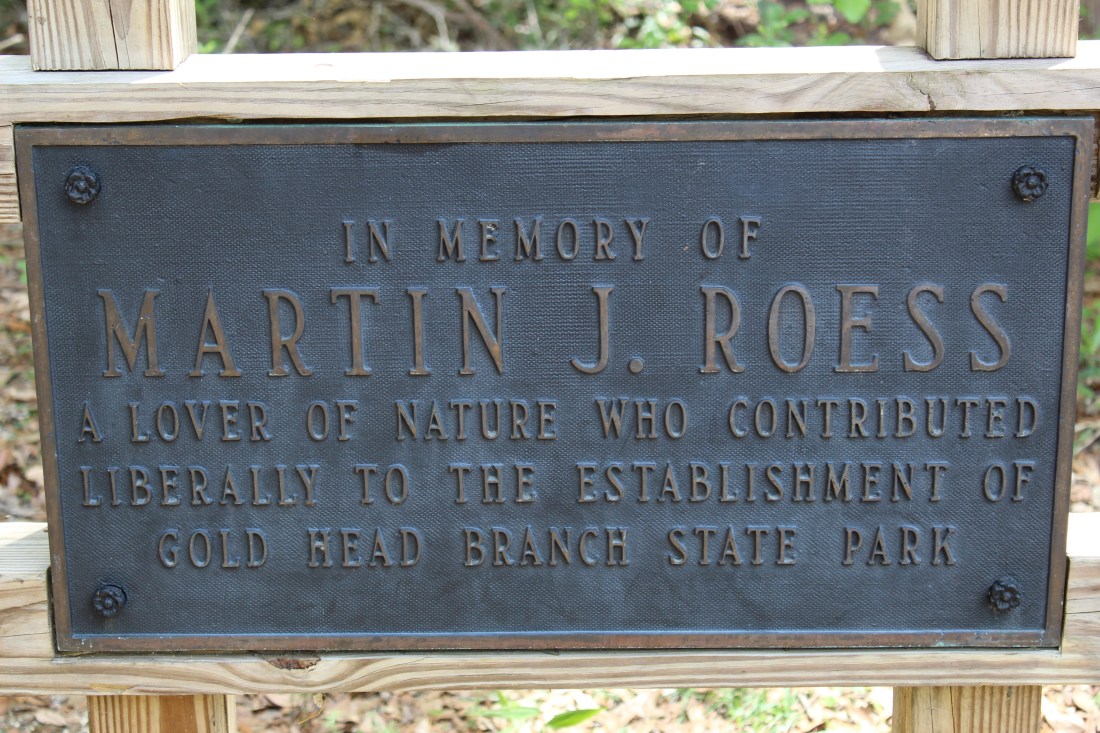 IN MEMORY OF
MARTIN J. ROESS
A LOVER OF NATURE WHO CONTRIBUTED
LIBERALLY TO THE ESTABLISHMENT OF
GOLD HEAD BRANCH STATE PARK